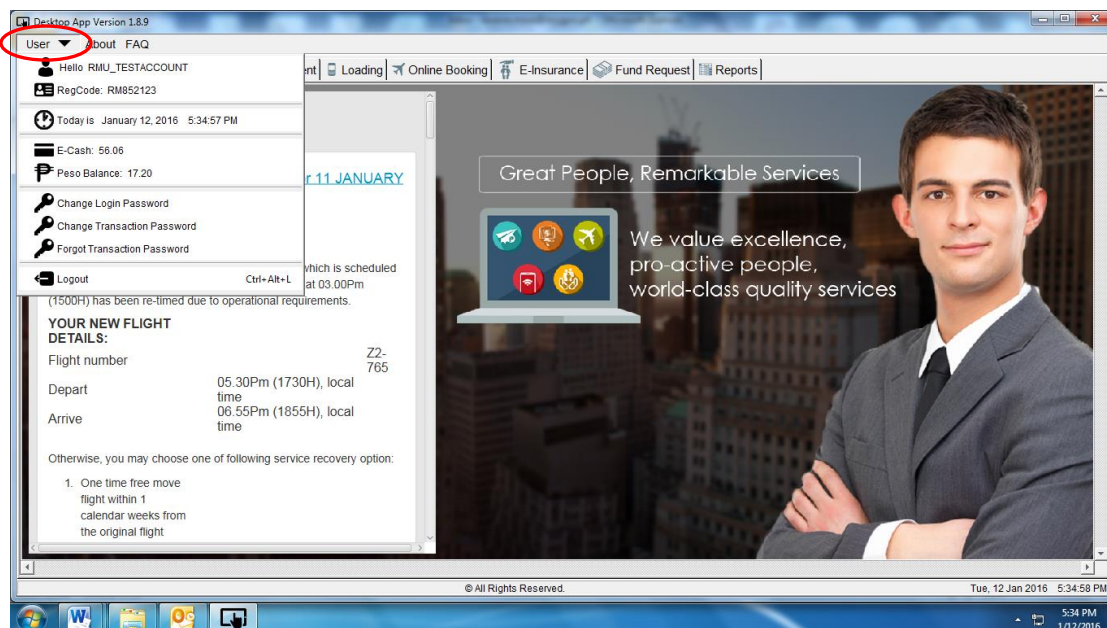 Desktop App Version 1.8.9
User About FAQ
Hello RMU_TESTACCOUNT
RegCode: RM852123
Today is January 12, 2016 5:34:57 PM
E-Cash: 56.06
Peso Balance: 17.20
Change Login Password
Change Transaction Password
Forgot Transaction Password
Logout Ctrl+Alt+L
nt Loading Online Booking E-Insurance Fund Request Reports
r 11 JANUARY
which is scheduled
at 03.00Pm
(1500H) has been re-timed due to operational requirements.
YOUR NEW FLIGHT
DETAILS:
Flight number Z2-
765
Depart 05.30Pm (1730H), local
time
Arrive 06.55Pm (1855H), local
time
Otherwise, you may choose one of following service recovery option:
1. One time free move
flight within 1
calendar weeks from
the original flight
Great People, Remarkable Services
We value excellence,
pro-active people,
world-class quality services
© All Rights Reserved.
Tue, 12 Jan 2016 5:34:58 PM
5:34 PM
1/12/2016